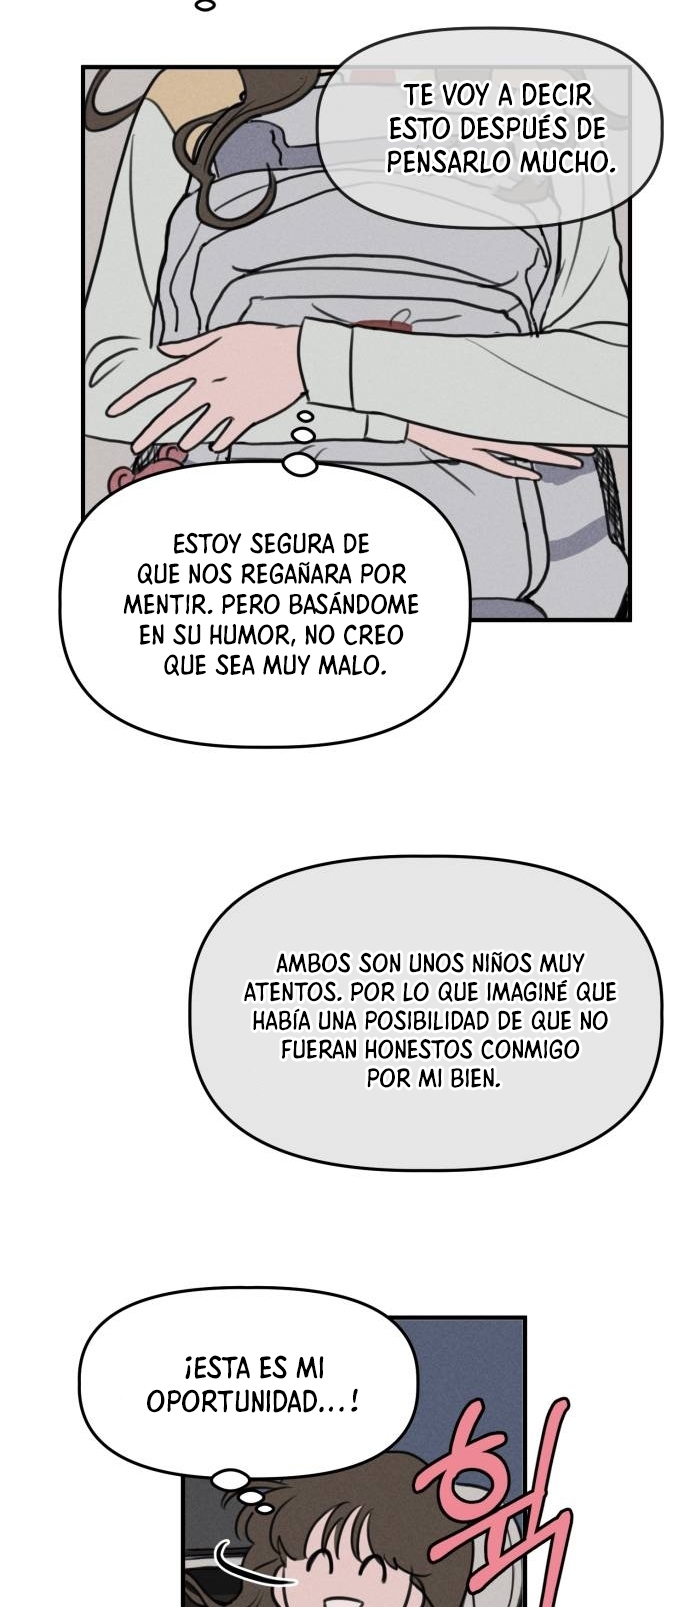 TE VOY A DECIR
ESTO DESPUÉS DE
PENSARLO MUCHO.
ESTOY SEGURA DE
QUE NOS REGAÑARA POR
MENTIR. PERO BASÁNDOME
EN SU HUMOR, NO CREO
QUE SEA MUY MALO.
AMBOS SON UNOS NIÑOS MUY
ATENTOS. POR LO QUE IMAGINÉ QUE
HABÍA UNA POSIBILIDAD DE QUE NO
FUERAN HONESTOS CONMIGO
POR MI BIEN.
¡ESTA ES MI
OPORTUNIDAD...!
휙